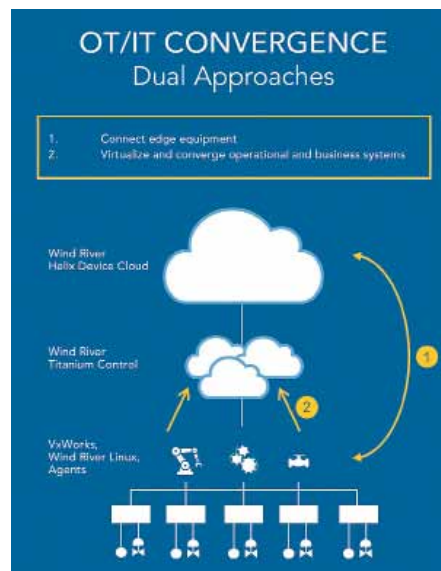 OT/IT CONVERGENCE
Dual Approaches
1. Connect edge equipment
2. Virtualize and converge operational and business systems
Wind River
Helix Device Cloud
1
Wind River
Titanium Control
2
VxWorks,
Wind River Linux,
Agents